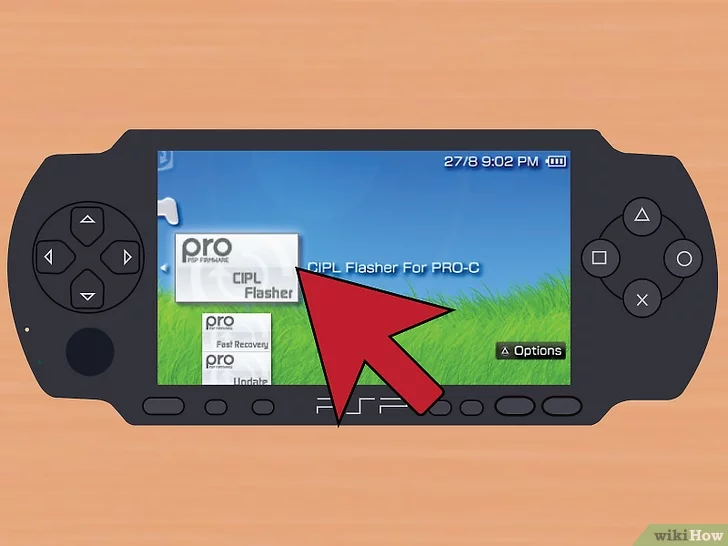 27/8 9:02 PM
pro
PSP FIRMWARE
CIPL
Flasher
CIPL Flasher For PRO-C
pro
Fast Recovery
pro
Update
Options
PSP
wikiHow